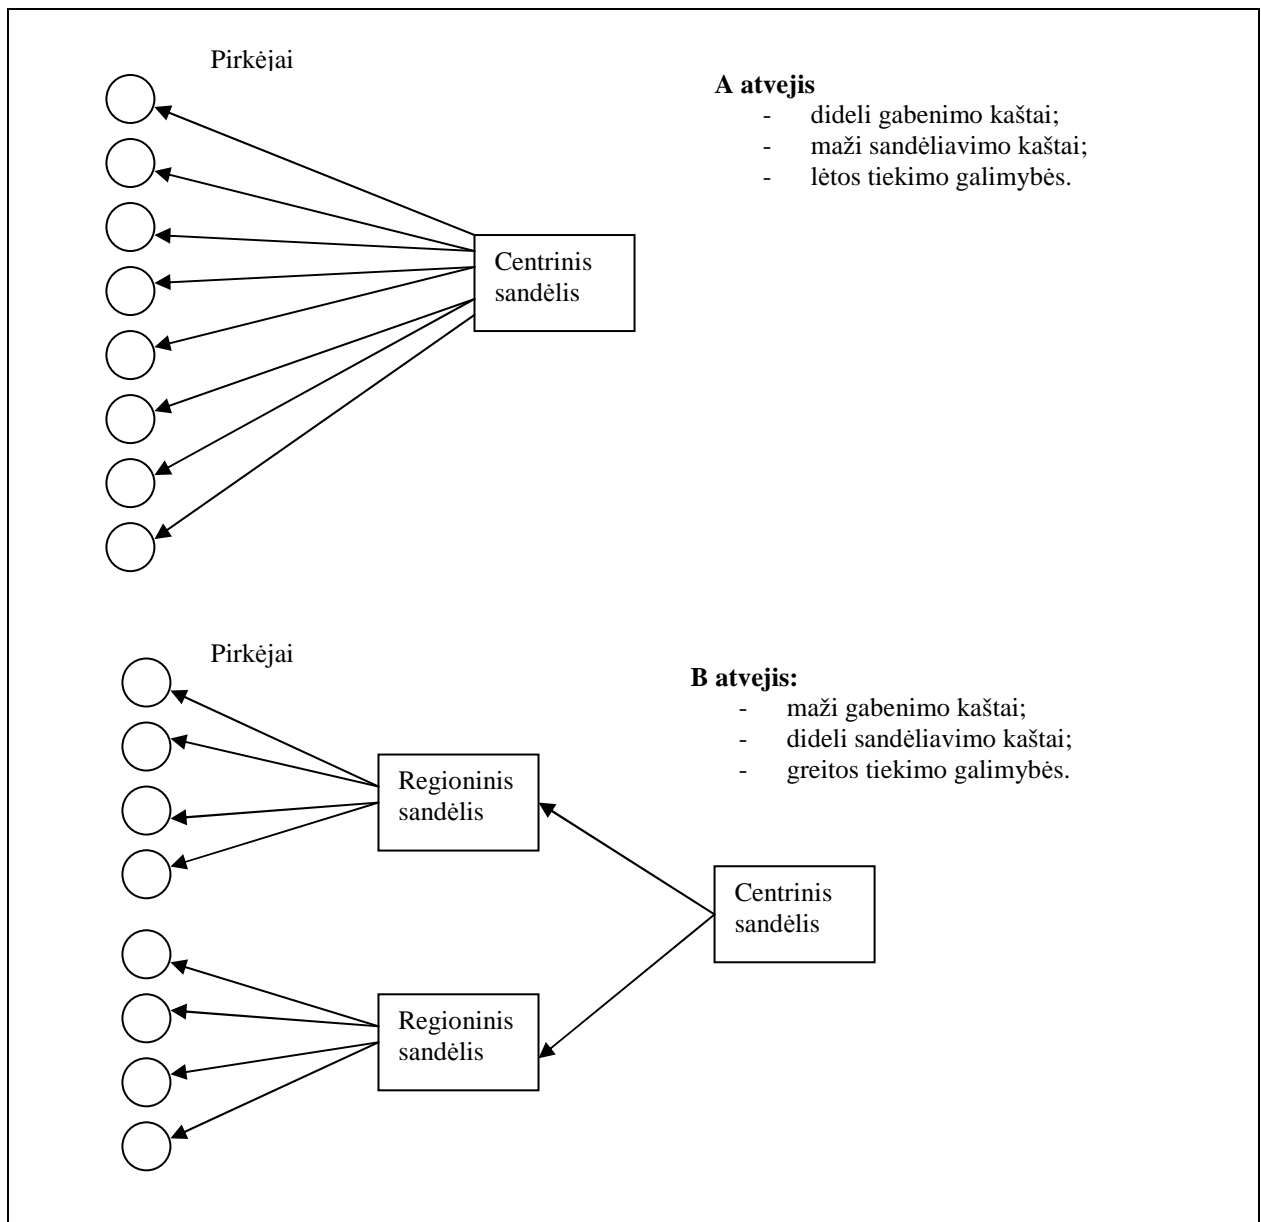 Pirkėjai
A atvejis
- dideli gabenimo kaštai;
- maži sandėliavimo kaštai;
- lėtos tiekimo galimybės.
Centrinis
sandėlis
Pirkėjai
B atvejis:
- maži gabenimo kaštai;
- dideli sandėliavimo kaštai;
- greitos tiekimo galimybės.
Regioninis
sandėlis
Centrinis
sandėlis
Regioninis
sandėlis